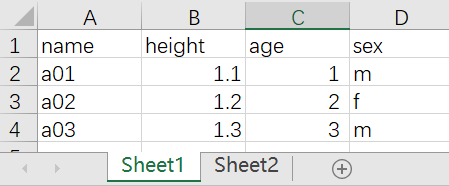 A B C D
1 name height age sex
2 a01 1.1 1 m
3 a02 1.2 2 f
4 a03 1.3 3 m
Sheet1 Sheet2